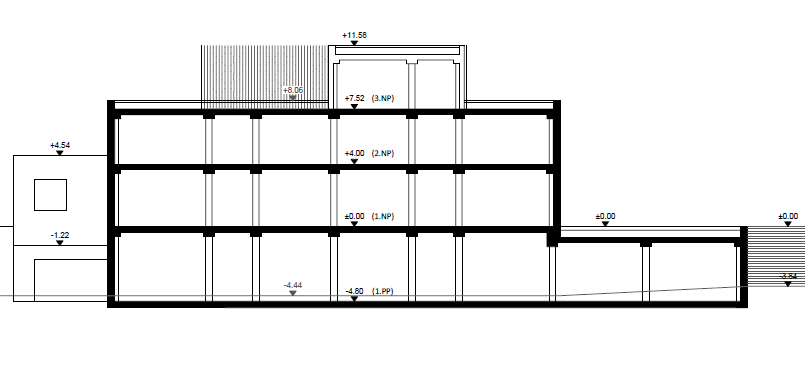 +11.58
+8.06
+7.52 (3.NP)
+4.54
+4.00 (2.NP)
±0.00 (1.NP)
±0.00
±0.00
-1.22
-3.84
-4.44
-4.80 (1.PP)